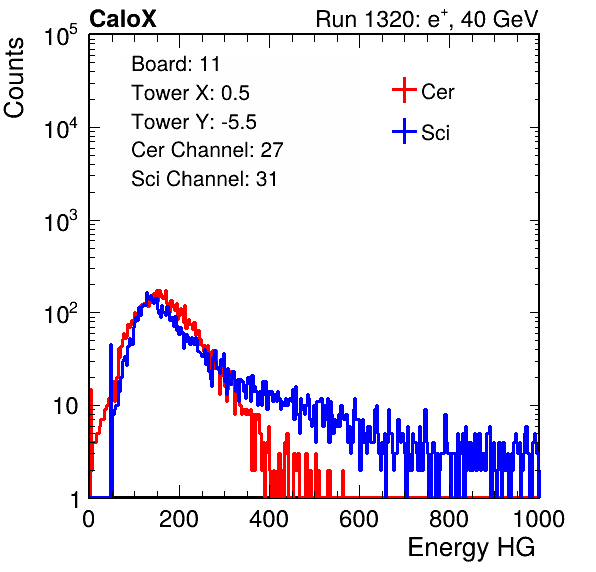 CaloX Run 1320: e⁺, 40 GeV
Counts
10⁵
10⁴
10³
10²
10
1
Board: 11
Tower X: 0.5
Tower Y: -5.5
Cer Channel: 27
Sci Channel: 31
Cer
Sci
0 200 400 600 800 1000
Energy HG